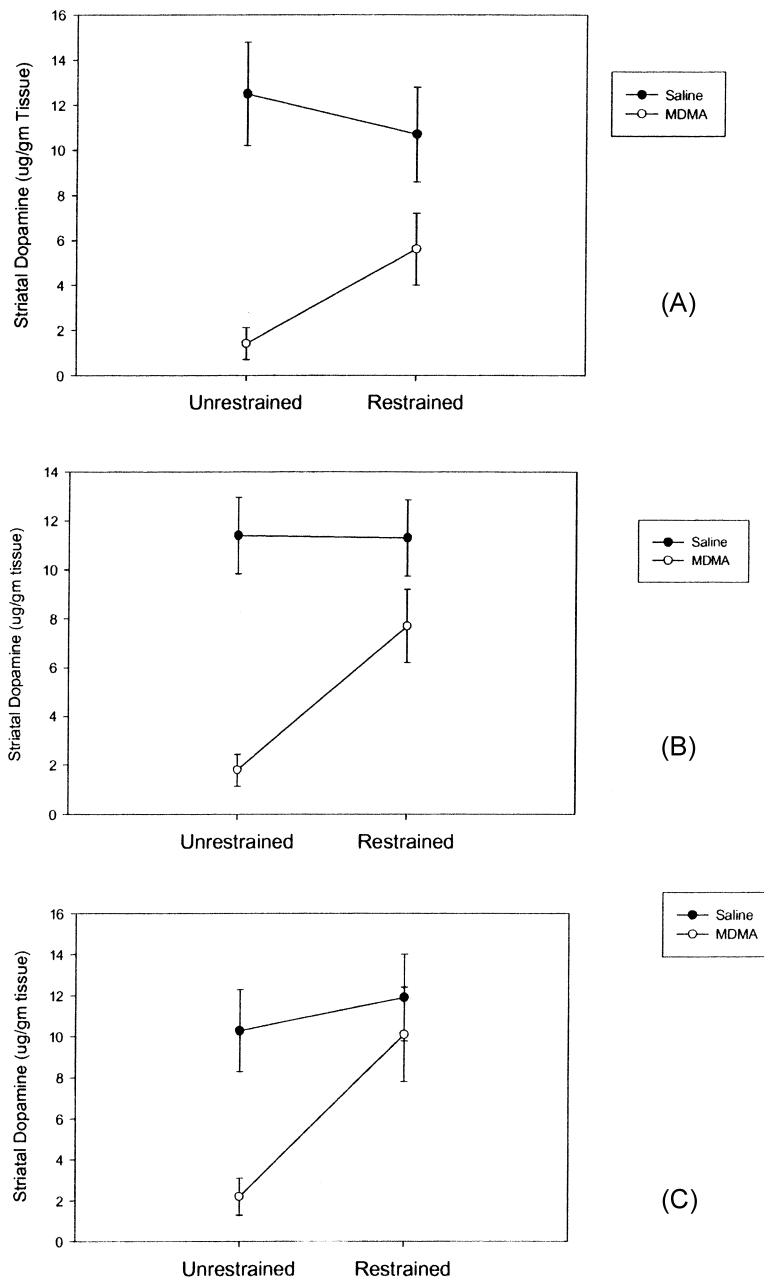 Striatal Dopamine (ug/gm Tissue)
16
14
12
10
8
6
4
2
0
Unrestrained Restrained
Saline
MDMA
(A)
Striatal Dopamine (ug/gm tissue)
14
12
10
8
6
4
2
0
Unrestrained Restrained
Saline
MDMA
(B)
Striatal Dopamine (ug/gm tissue)
16
14
12
10
8
6
4
2
0
Unrestrained Restrained
Saline
MDMA
(C)